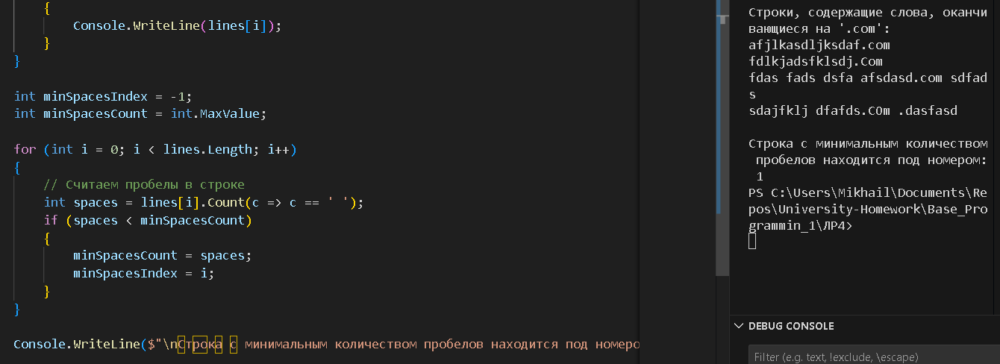 {
Console.WriteLine(lines[i]);
}
}
int minSpacesIndex = -1;
int minSpacesCount = int.MaxValue;
for (int i = 0; i < lines.Length; i++)
{
// Считаем пробелы в строке
int spaces = lines[i].Count(c => c == ' ');
if (spaces < minSpacesCount)
{
minSpacesCount = spaces;
minSpacesIndex = i;
}
}
Console.WriteLine($"\nСтрока с минимальным количеством пробелов находится под номеро
Строки, содержащие слова, оканчи
вающиеся на '.com':
afjlkasdljksdaf.com
fdlkjadsfklsdj.Com
fdas fads dsfa afsdasd.com sdfad
s
sdajfklj dfafds.COm .dasfasd
Строка с минимальным количеством
пробелов находится под номером:
1
PS C:\Users\Mikhail\Documents\Re
pos\University-Homework\Base_Pro
grammin_1\ЛР4>
DEBUG CONSOLE
Filter (e.g. text, !exclude, \escape)